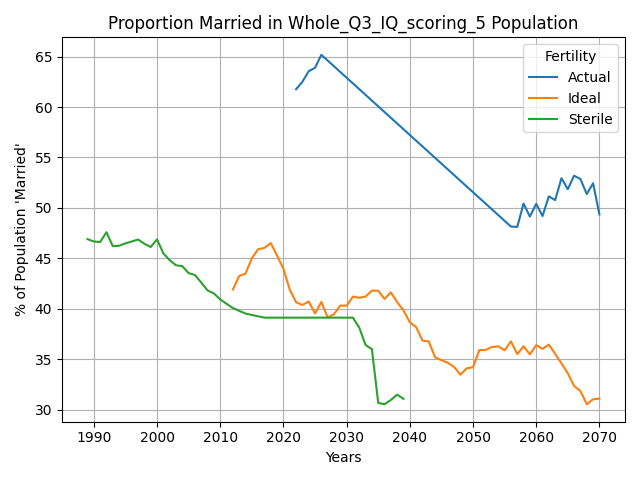 Proportion Married in Whole_Q3_IQ_scoring_5 Population
Fertility
Actual
Ideal
Sterile
% of Population 'Married'
65
60
55
50
45
40
35
30
1990 2000 2010 2020 2030 2040 2050 2060 2070
Years